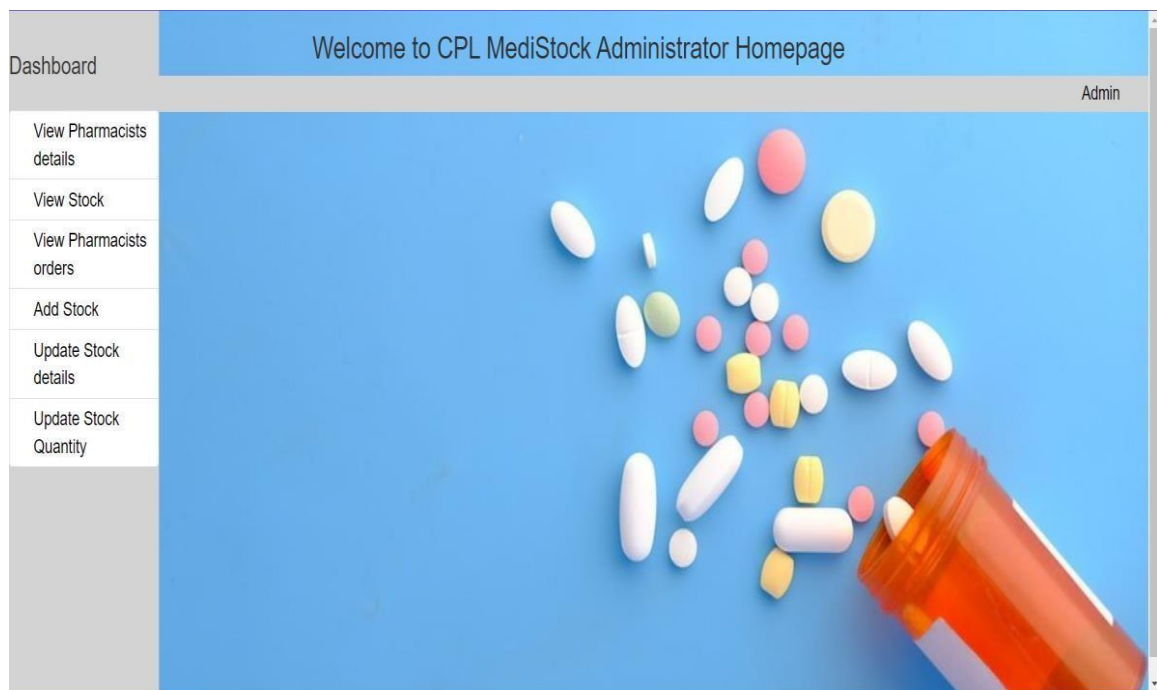 Welcome to CPL MediStock Administrator Homepage
Dashboard
Admin
View Pharmacists
details
View Stock
View Pharmacists
orders
Add Stock
Update Stock
details
Update Stock
Quantity